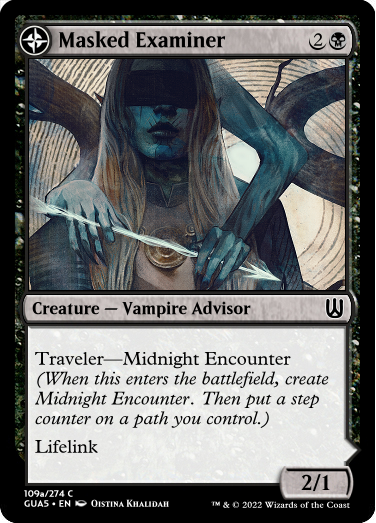 Masked Examiner 2
Creature — Vampire Advisor
Traveler—Midnight Encounter
(When this enters the battlefield, create
Midnight Encounter. Then put a step
counter on a path you control.)
Lifelink
2/1
109a/274 C
GUA5 • EN Oistina Khalidah
™ & © 2022 Wizards of the Coast